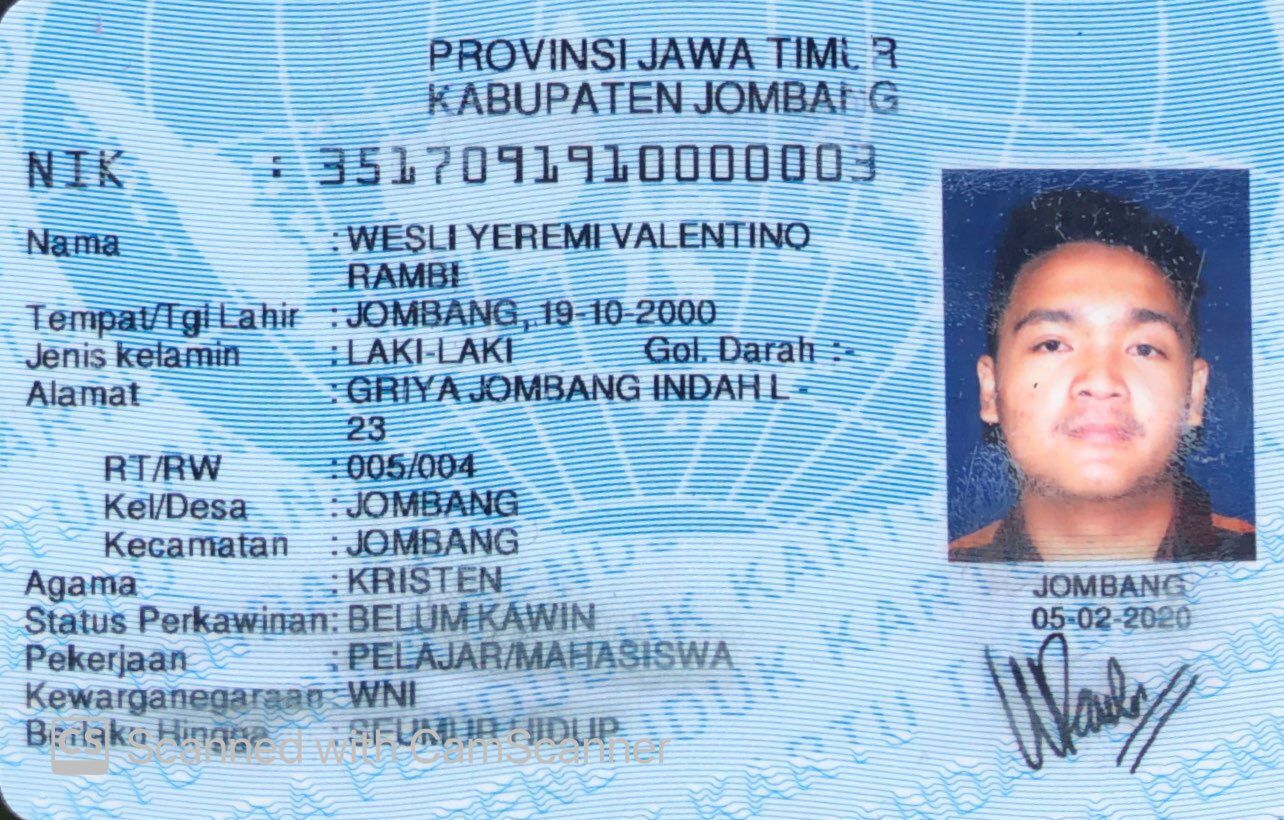 PROVINSI JAWA TIMUR
KABUPATEN JOMBANG
NIK : 3517091910000003
Nama : WESLI YEREMI VALENTINO
RAMBI
Tempat/Tgl Lahir : JOMBANG, 19-10-2000
Jenis kelamin : LAKI-LAKI Gol. Darah :-
Alamat : GRIYA JOMBANG INDAH L -
23
RT/RW : 005/004
Kel/Desa : JOMBANG
Kecamatan : JOMBANG
Agama : KRISTEN
Status Perkawinan: BELUM KAWIN
Pekerjaan : PELAJAR/MAHASISWA
Kewarganegaraan: WNI
Berlaku Hingga : SEUMUR HIDUP
JOMBANG
05-02-2020
CS Scanned with CamScanner